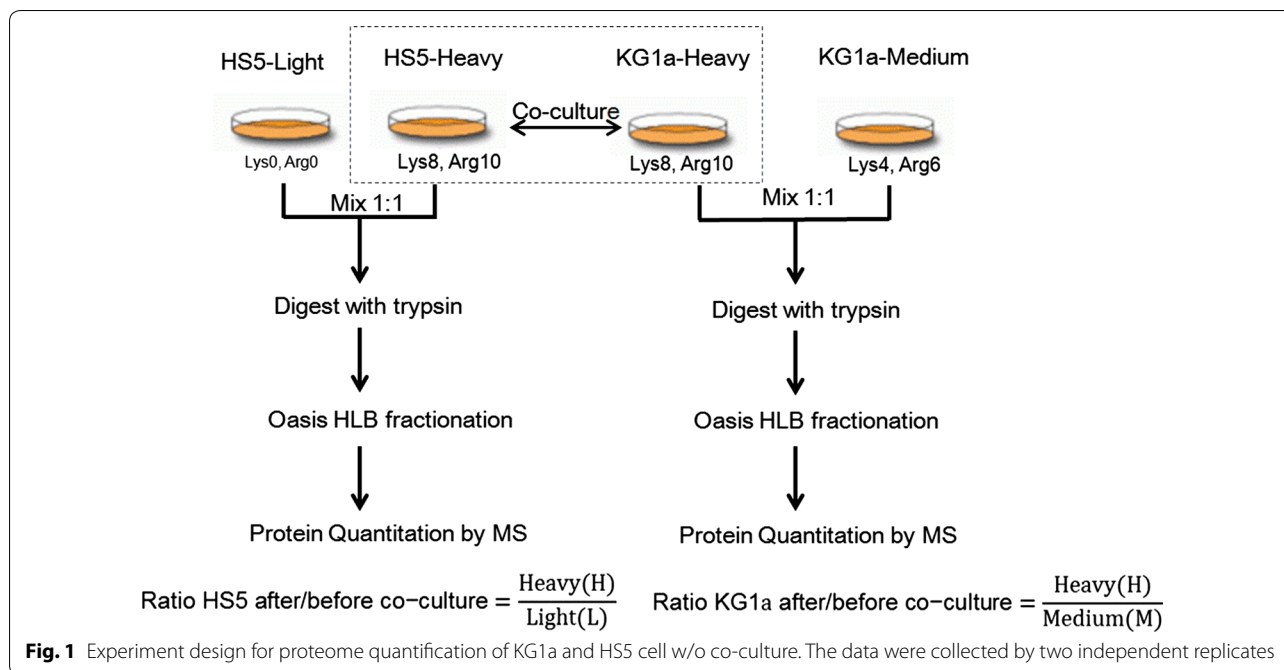 HS5-Light HS5-Heavy KG1a-Heavy KG1a-Medium
Co-culture
Lys0, Arg0 Lys8, Arg10 Lys8, Arg10 Lys4, Arg6
Mix 1:1 Mix 1:1
Digest with trypsin Digest with trypsin
Oasis HLB fractionation Oasis HLB fractionation
Protein Quantitation by MS Protein Quantitation by MS
Ratio HS5 after/before co−culture = Heavy(H) / Light(L) Ratio KG1a after/before co−culture = Heavy(H) / Medium(M)
Fig. 1 Experiment design for proteome quantification of KG1a and HS5 cell w/o co-culture. The data were collected by two independent replicates